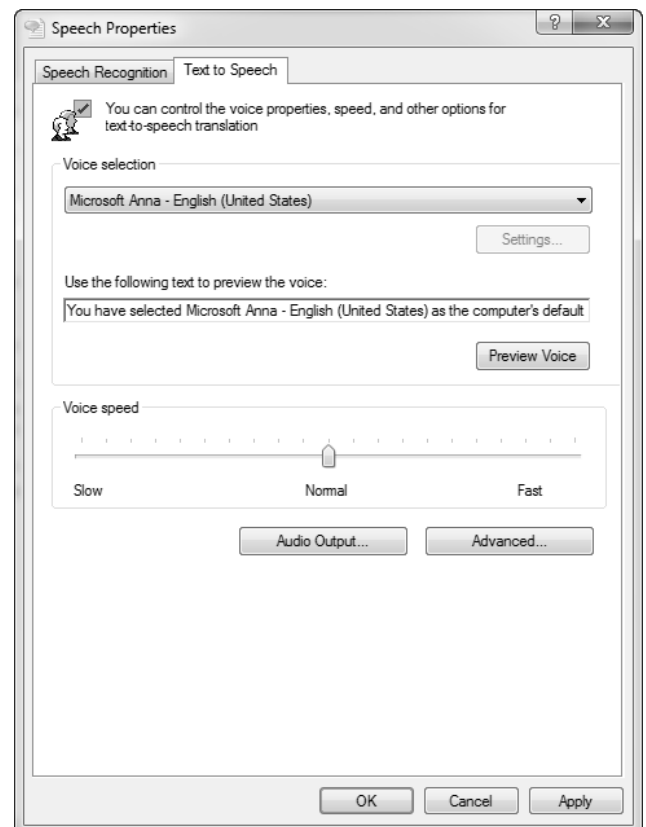 Speech Properties
?
X
Speech Recognition
Text to Speech
You can control the voice properties, speed, and other options for
text-to-speech translation
Voice selection
Microsoft Anna - English (United States)
Settings...
Use the following text to preview the voice:
You have selected Microsoft Anna - English (United States) as the computer's default
Preview Voice
Voice speed
Slow
Normal
Fast
Audio Output...
Advanced...
OK
Cancel
Apply